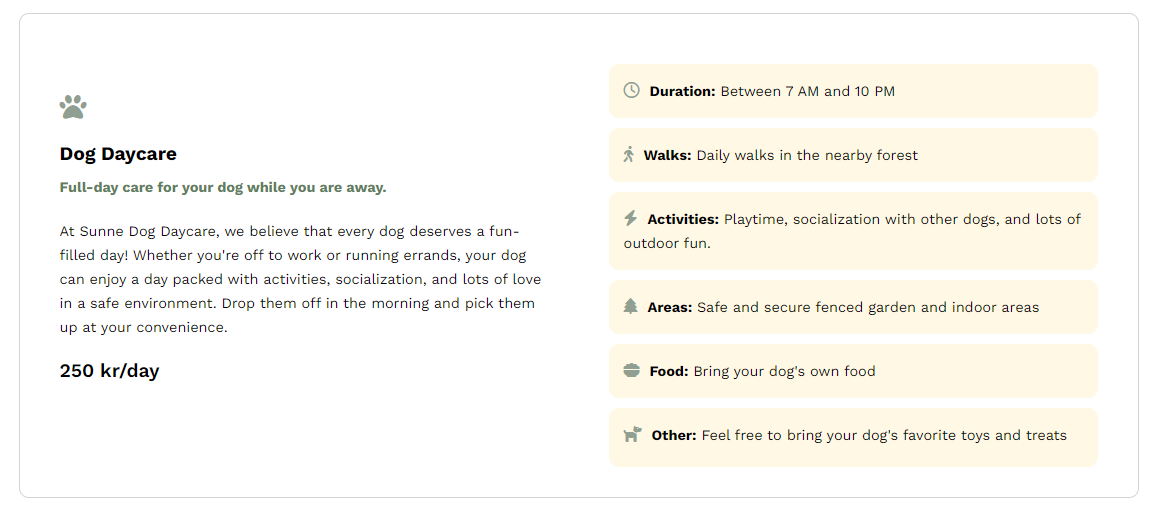 Dog Daycare
Full-day care for your dog while you are away.
At Sunne Dog Daycare, we believe that every dog deserves a fun-
filled day! Whether you're off to work or running errands, your dog
can enjoy a day packed with activities, socialization, and lots of love
in a safe environment. Drop them off in the morning and pick them
up at your convenience.
250 kr/day
Duration: Between 7 AM and 10 PM
Walks: Daily walks in the nearby forest
Activities: Playtime, socialization with other dogs, and lots of
outdoor fun.
Areas: Safe and secure fenced garden and indoor areas
Food: Bring your dog's own food
Other: Feel free to bring your dog's favorite toys and treats